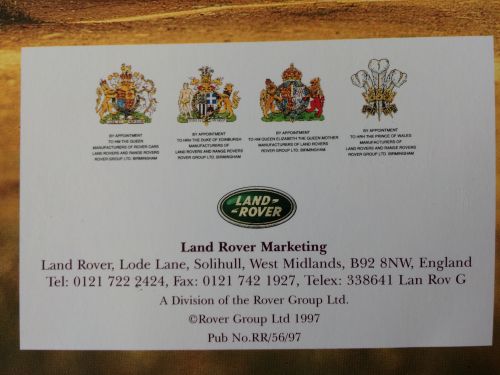 BY APPOINTMENT
TO HM THE QUEEN
MANUFACTURERS OF ROVER CARS
LAND ROVERS AND RANGE ROVERS
ROVER GROUP LTD. BIRMINGHAM
BY APPOINTMENT
TO HRH THE DUKE OF EDINBURGH
MANUFACTURERS OF
LAND ROVERS AND RANGE ROVERS
ROVER GROUP LTD. BIRMINGHAM
BY APPOINTMENT
TO HM QUEEN ELIZABETH THE QUEEN MOTHER
MANUFACTURERS OF LAND ROVERS
ROVER GROUP LTD. BIRMINGHAM
BY APPOINTMENT
TO HRH THE PRINCE OF WALES
MANUFACTURERS OF
LAND ROVERS AND RANGE ROVERS
ROVER GROUP LTD. BIRMINGHAM
LAND-
-ROVER
Land Rover Marketing
Land Rover, Lode Lane, Solihull, West Midlands, B92 8NW, England
Tel: 0121 722 2424, Fax: 0121 742 1927, Telex: 338641 Lan Rov G
A Division of the Rover Group Ltd.
©Rover Group Ltd 1997
Pub No.RR/56/97